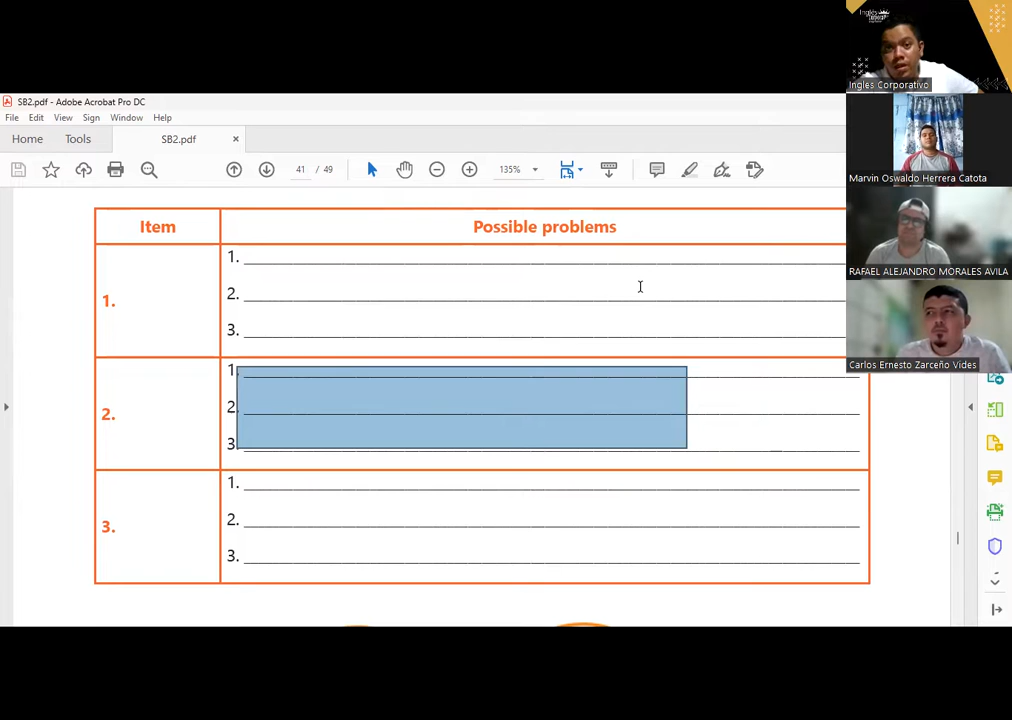 SB2.pdf - Adobe Acrobat Pro DC
File Edit View Sign Window Help
Home Tools SB2.pdf ×
41 / 49 135%
Item Possible problems
1.
1.
2.
3.
2.
1.
2.
3.
3.
1.
2.
3.
Inglés
Ingles Corporativo
Marvin Oswaldo Herrera Catota
RAFAEL ALEJANDRO MORALES AVILA
Carlos Ernesto Zarceño Vides